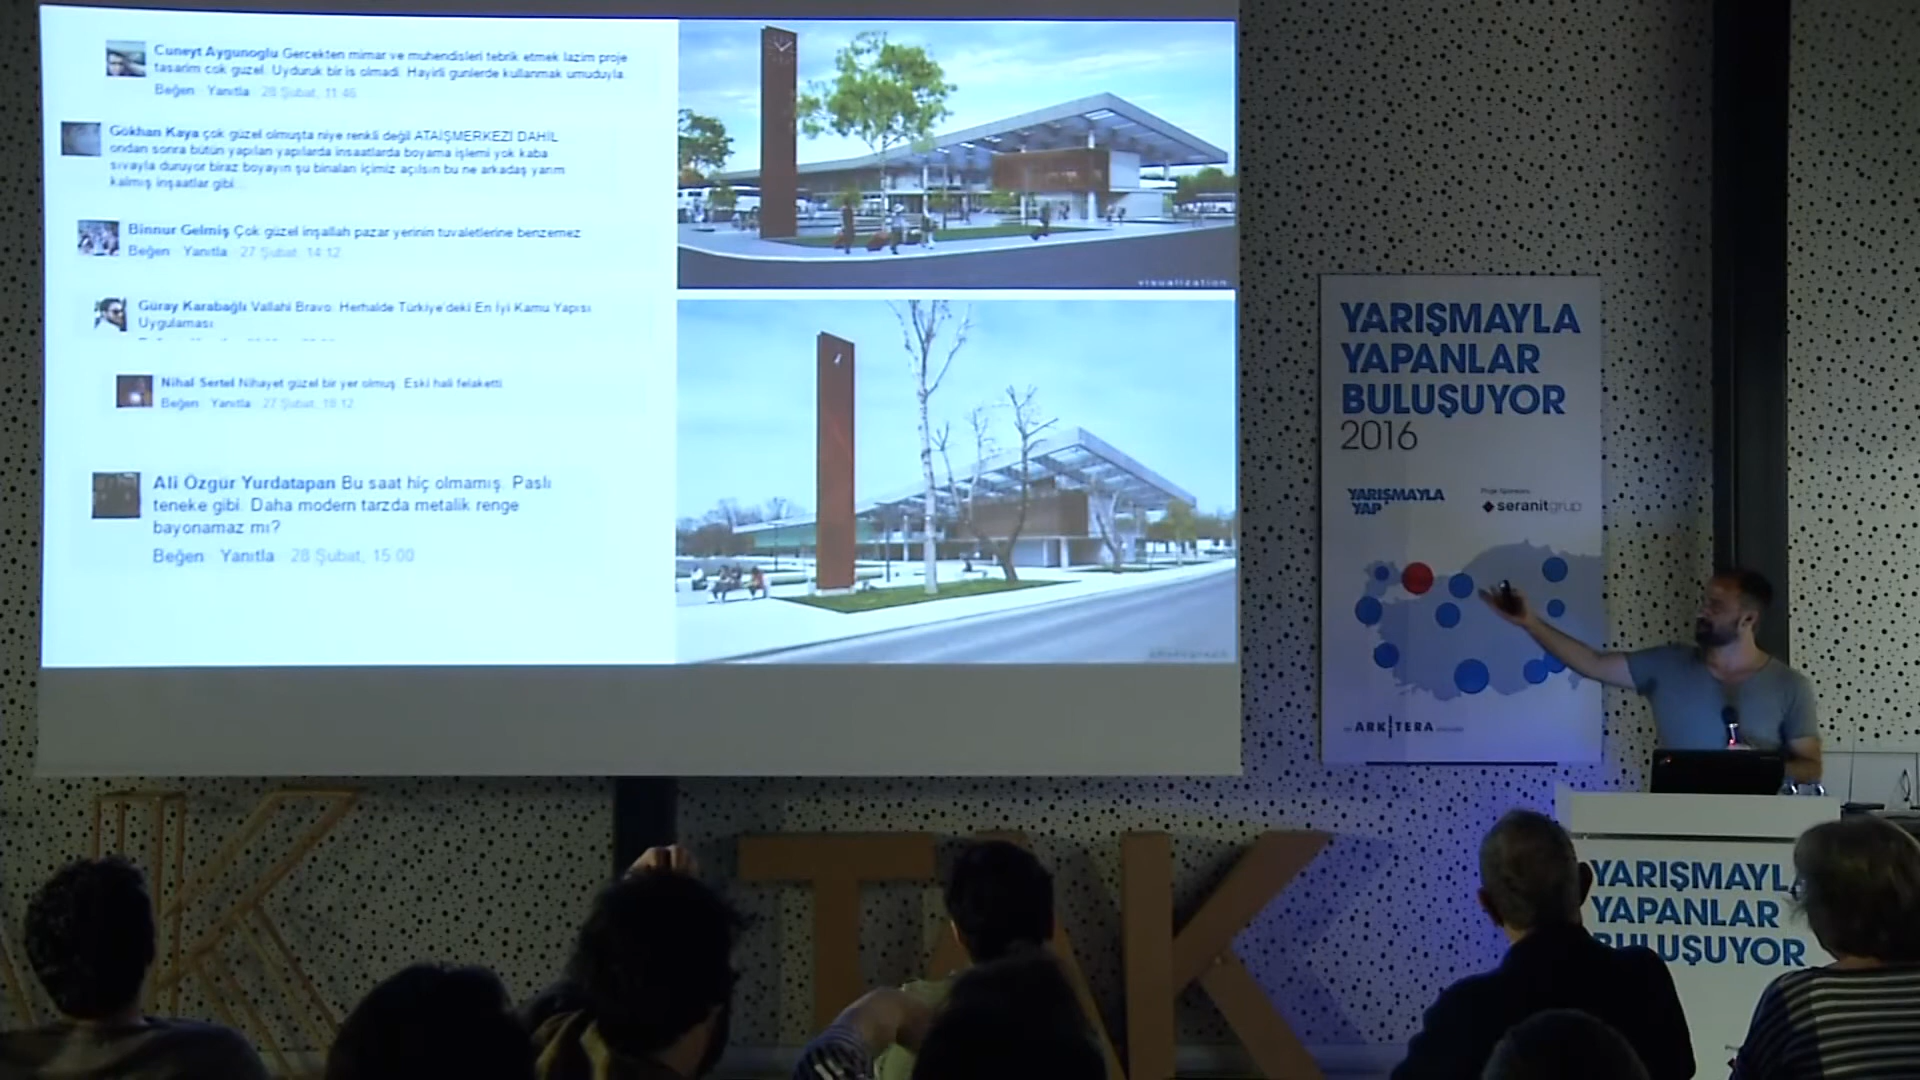 Cuneyt Aygunoglu Gercekten mimar ve muhendisleri tebrik etmek lazim proje
tasarim cok guzel. Uyduruk bir is olmadi. Hayirli gunlerde kullanmak umuduyla.
Beğen · Yanıtla · 28 Şubat, 11:46
Gökhan Kaya çok güzel olmuşta niye renkli değil ATAİŞMERKEZİ DAHİL
ondan sonra bütün yapılan yapılarda insaatlarda boyama işlemi yok kaba
sıvayla duruyor biraz boyayın şu binaları içimiz açılsın bu ne arkadaş yarım
kalmış inşaatlar gibi...
Binnur Gelmiş Çok güzel inşallah pazar yerinin tuvaletlerine benzemez
Beğen · Yanıtla · 27 Şubat, 14:12
Güray Karabağlı Vallahi Bravo. Herhalde Türkiye'deki En İyi Kamu Yapısı
Uygulaması
Nihal Sertel Nihayet güzel bir yer olmuş. Eski hali felaketti
Beğen · Yanıtla · 27 Şubat, 19:12
Ali Özgür Yurdatapan Bu saat hiç olmamış. Paslı
teneke gibi. Daha modern tarzda metalik renge
bayonamaz mı?
Beğen · Yanıtla · 28 Şubat, 15:00
visualization
YARIŞMAYLA
YAPANLAR
BULUŞUYOR
2016
YARIŞMAYLA
YAP
seranitgrup
ARKITERA
K
TAK
YARIŞMAYL
YAPANLAR
BULUŞUYOR